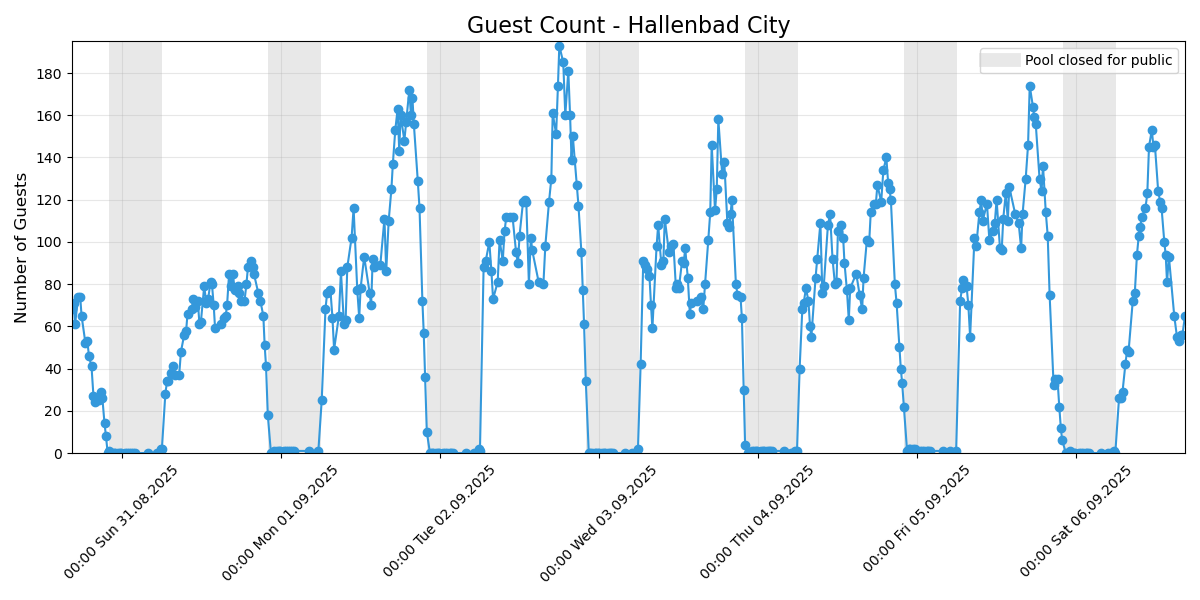 Guest Count - Hallenbad City
Pool closed for public
Number of Guests
180
160
140
120
100
80
60
40
20
0
00:00 Sun 31.08.2025
00:00 Mon 01.09.2025
00:00 Tue 02.09.2025
00:00 Wed 03.09.2025
00:00 Thu 04.09.2025
00:00 Fri 05.09.2025
00:00 Sat 06.09.2025